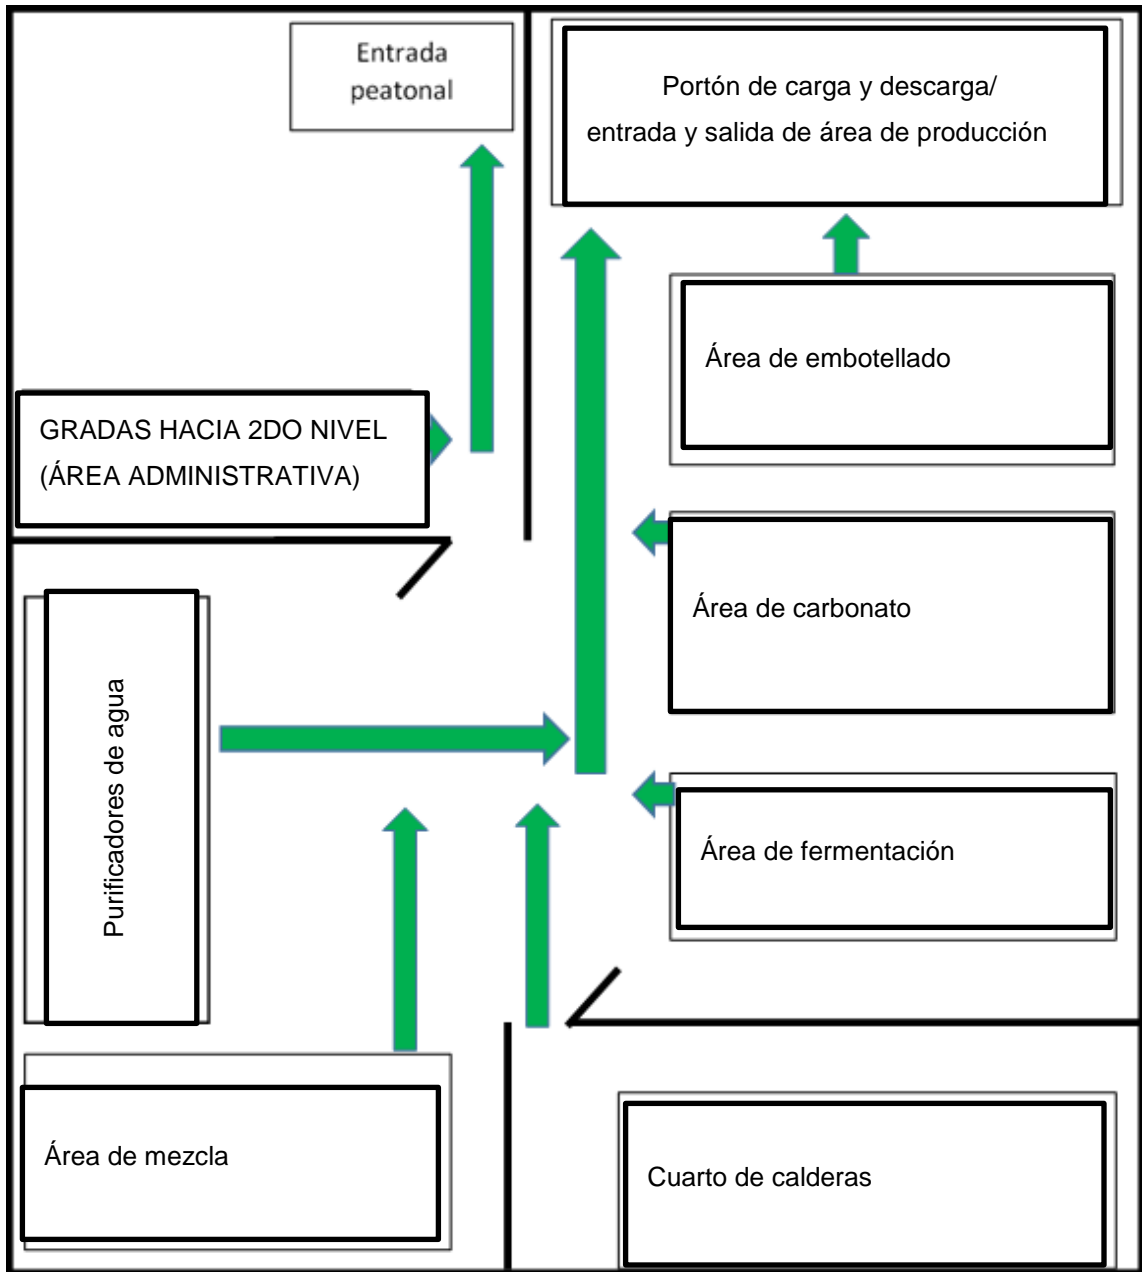 Entrada
peatonal
Portón de carga y descarga/
entrada y salida de área de producción
Área de embotellado
GRADAS HACIA 2DO NIVEL
(ÁREA ADMINISTRATIVA)
Área de carbonato
Purificadores de agua
Área de fermentación
Área de mezcla
Cuarto de calderas